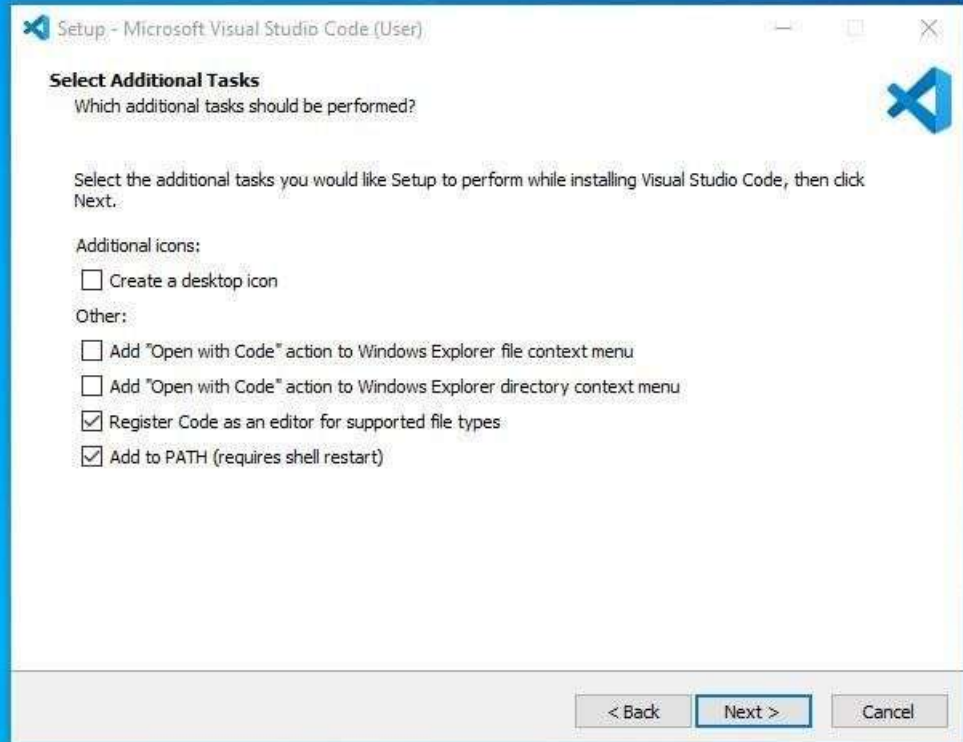 Setup - Microsoft Visual Studio Code (User)
Select Additional Tasks
Which additional tasks should be performed?
Select the additional tasks you would like Setup to perform while installing Visual Studio Code, then click
Next.
Additional icons:
Create a desktop icon
Other:
Add "Open with Code" action to Windows Explorer file context menu
Add "Open with Code" action to Windows Explorer directory context menu
Register Code as an editor for supported file types
Add to PATH (requires shell restart)
< Back Next > Cancel